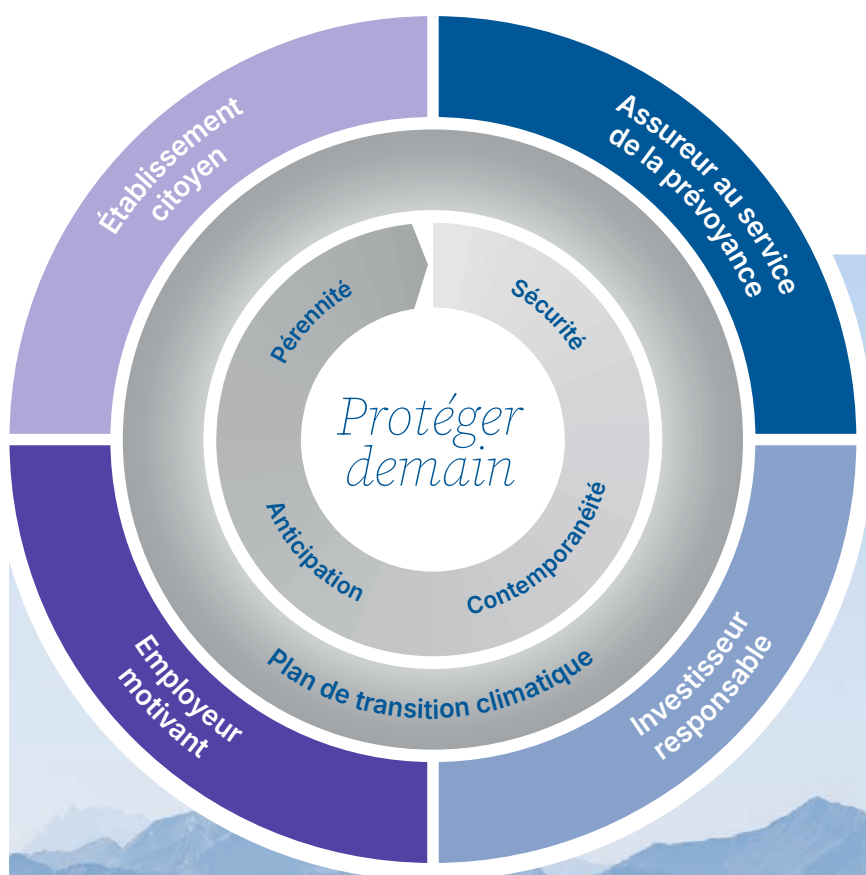 Établissement
citoyen
Assureur au service
de la prévoyance
Pérennité
Sécurité
Protéger
demain
Anticipation
Contemporanéité
Plan de transition climatique
Employeur
motivant
Investisseur
responsable